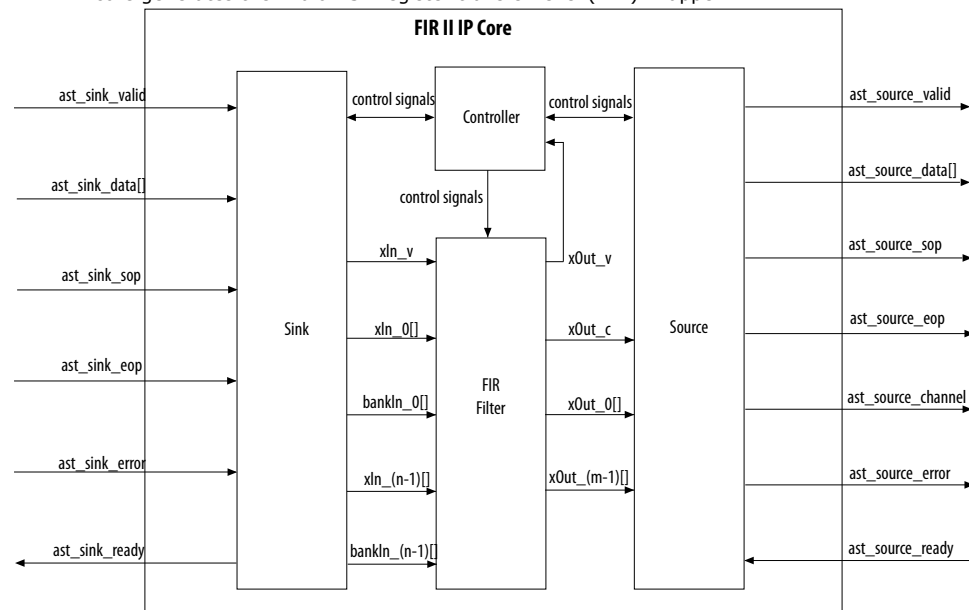 FIR II IP Core
ast_sink_valid
control signals
Controller
control signals
ast_source_valid
ast_sink_data[]
ast_source_data[]
control signals
ast_sink_sop
xIn_v
xOut_v
ast_source_sop
Sink
xIn_0[]
xOut_c
Source
ast_source_eop
ast_sink_eop
FIR
Filter
bankIn_0[]
xOut_0[]
ast_source_channel
ast_sink_error
xIn_(n-1)[]
xOut_(m-1)[]
ast_source_error
ast_sink_ready
bankIn_(n-1)[]
ast_source_ready